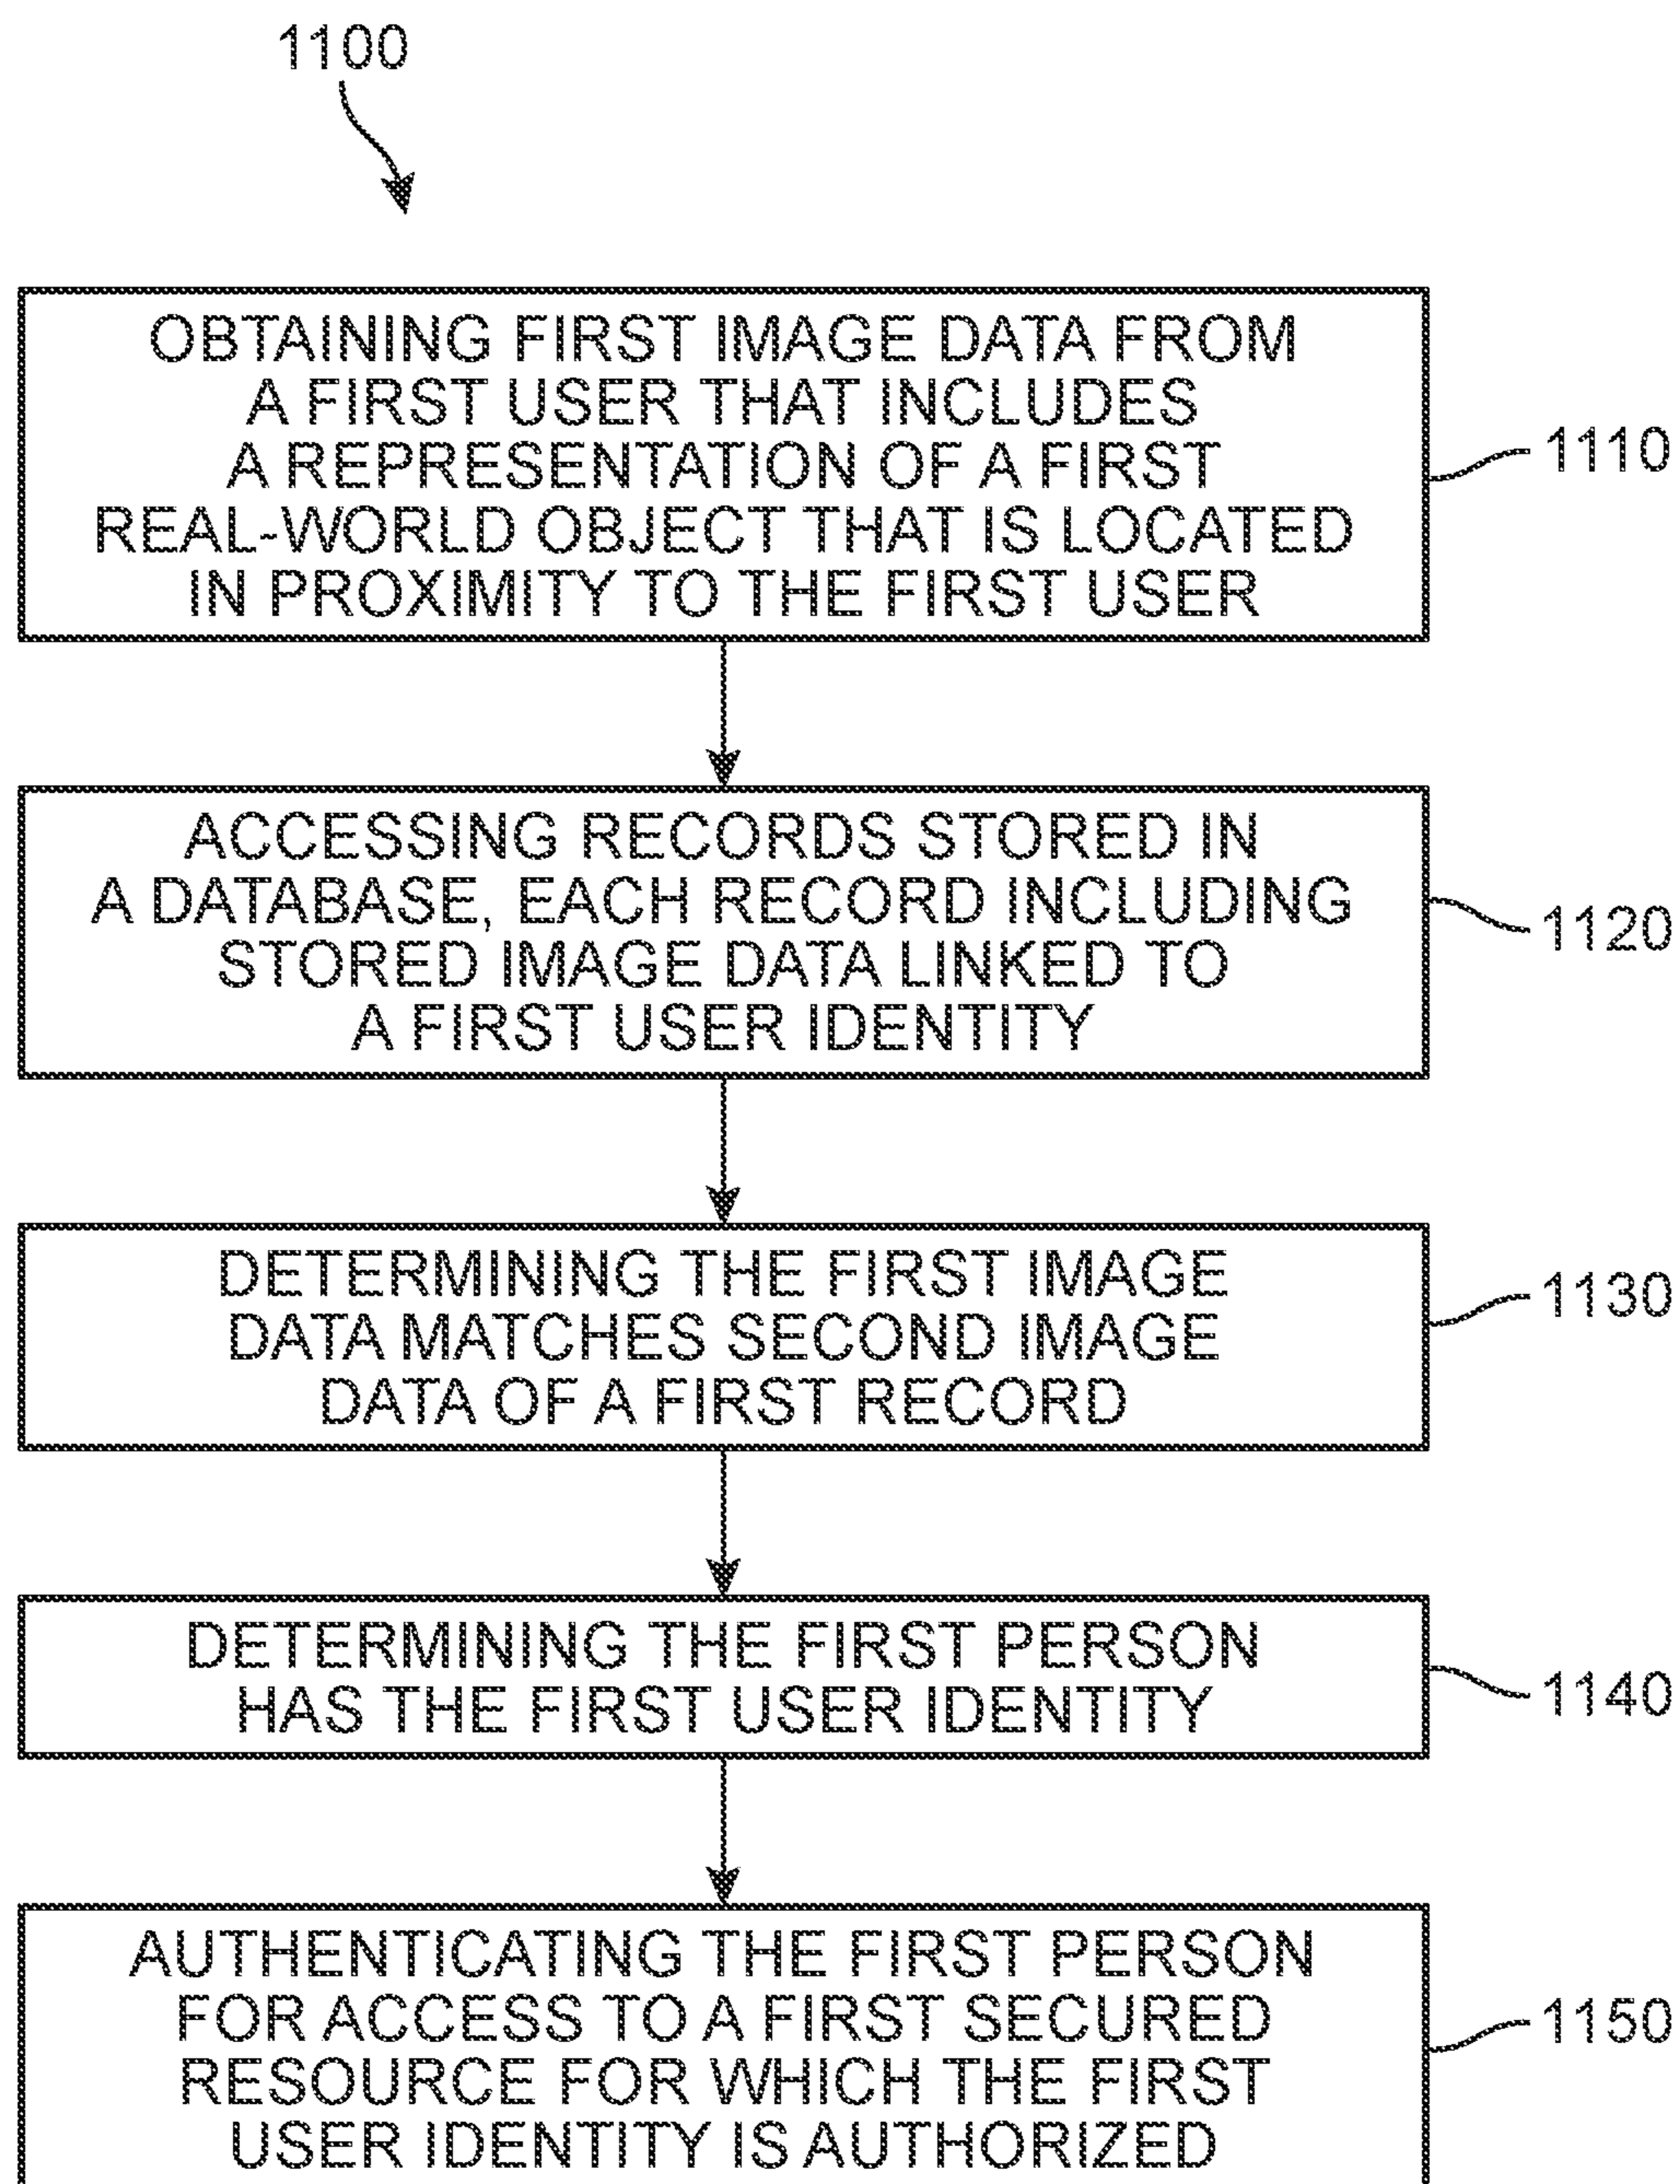 1100
OBTAINING FIRST IMAGE DATA FROM
A FIRST USER THAT INCLUDES
A REPRESENTATION OF A FIRST
REAL-WORLD OBJECT THAT IS LOCATED
IN PROXIMITY TO THE FIRST USER
1110
ACCESSING RECORDS STORED IN
A DATABASE, EACH RECORD INCLUDING
STORED IMAGE DATA LINKED TO
A FIRST USER IDENTITY
1120
DETERMINING THE FIRST IMAGE
DATA MATCHES SECOND IMAGE
DATA OF A FIRST RECORD
1130
DETERMINING THE FIRST PERSON
HAS THE FIRST USER IDENTITY
1140
AUTHENTICATING THE FIRST PERSON
FOR ACCESS TO A FIRST SECURED
RESOURCE FOR WHICH THE FIRST
USER IDENTITY IS AUTHORIZED
1150